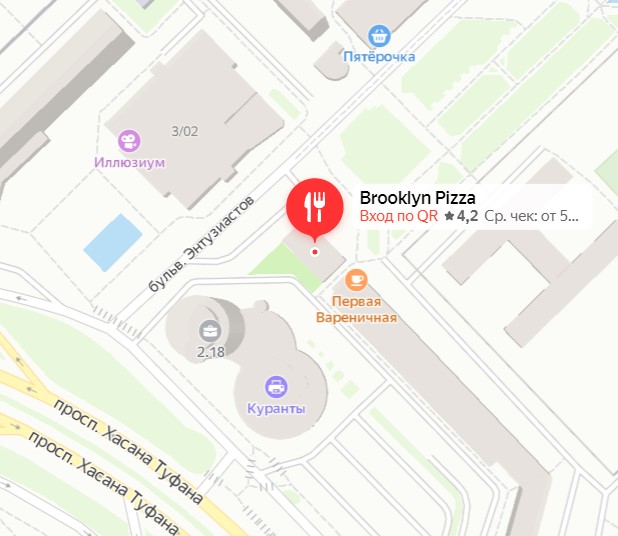 Пятёрочка
3/02
Иллюзиум
Brooklyn Pizza
Вход по QR ★4,2 Ср. чек: от 5...
бульв. Энтузиастов
Первая
Вареничная
2.18
Куранты
просп. Хасана Туфана
просп. Хасана Туфана